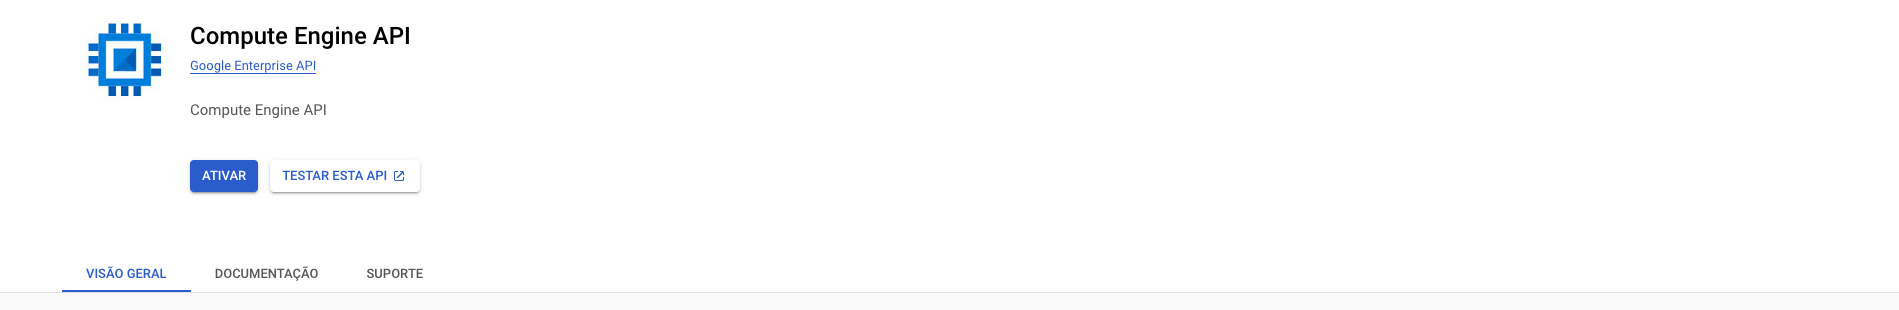 Compute Engine API
Google Enterprise API
Compute Engine API
ATIVAR
TESTAR ESTA API
VISÃO GERAL
DOCUMENTAÇÃO
SUPORTE